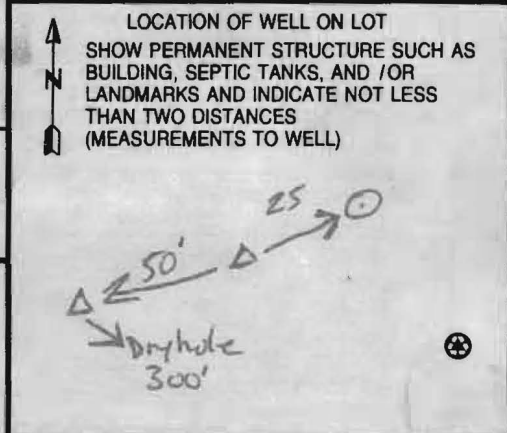 LOCATION OF WELL ON LOT
SHOW PERMANENT STRUCTURE SUCH AS
BUILDING, SEPTIC TANKS, AND /OR
LANDMARKS AND INDICATE NOT LESS
THAN TWO DISTANCES
(MEASUREMENTS TO WELL)
N
25
50'
Dryhole
300'